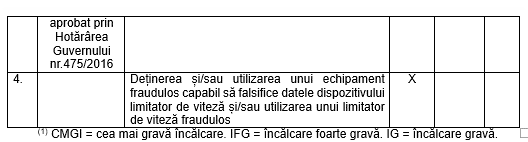 aprobat prin
Hotărârea
Guvernului
nr.475/2016
4. Deținerea și/sau utilizarea unui echipament X
fraudulos capabil să falsifice datele dispozitivului
limitator de viteză și/sau utilizarea unui limitator
de viteză fraudulos
(1) CMGI = cea mai gravă încălcare. IFG = încălcare foarte gravă. IG = încălcare gravă.